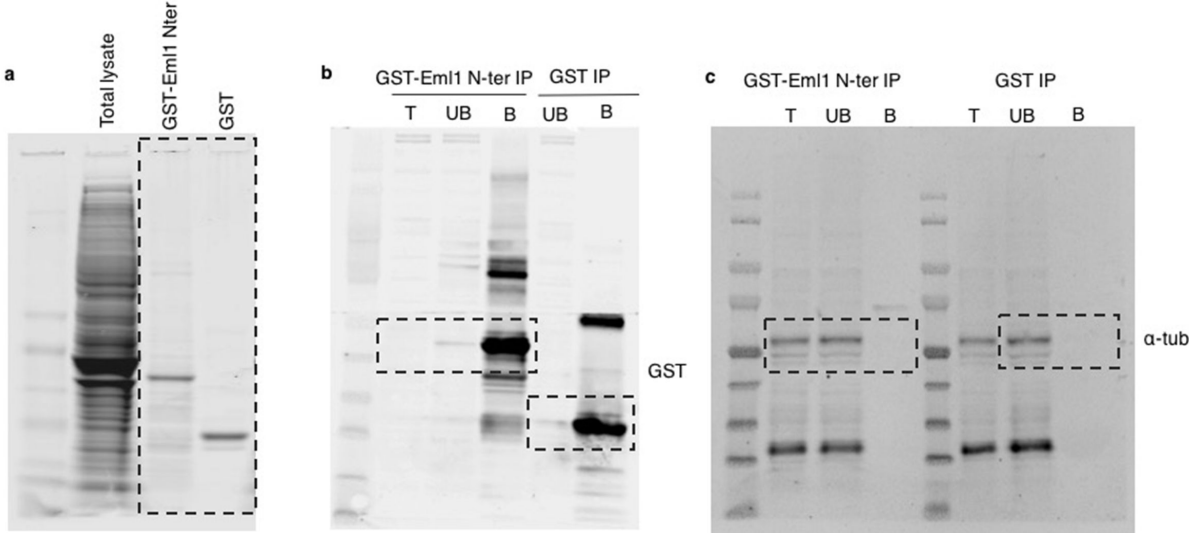 a
Total lysate
GST-Eml1 Nter
GST
b
GST-Eml1 N-ter IP GST IP
T UB B UB B
GST
c
GST-Eml1 N-ter IP GST IP
T UB B T UB B
α-tub